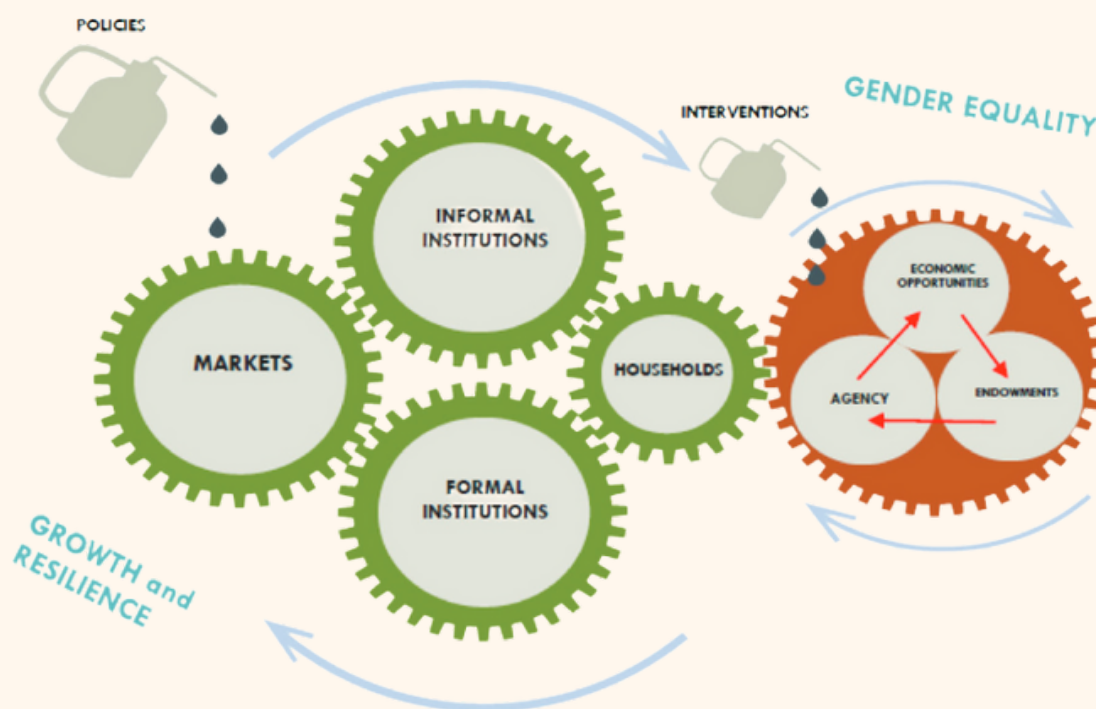 POLICIES
INTERVENTIONS
GENDER EQUALITY
INFORMAL
INSTITUTIONS
ECONOMIC
OPPORTUNITIES
MARKETS
HOUSEHOLDS
AGENCY
ENDOWMENTS
FORMAL
INSTITUTIONS
GROWTH and
RESILIENCE